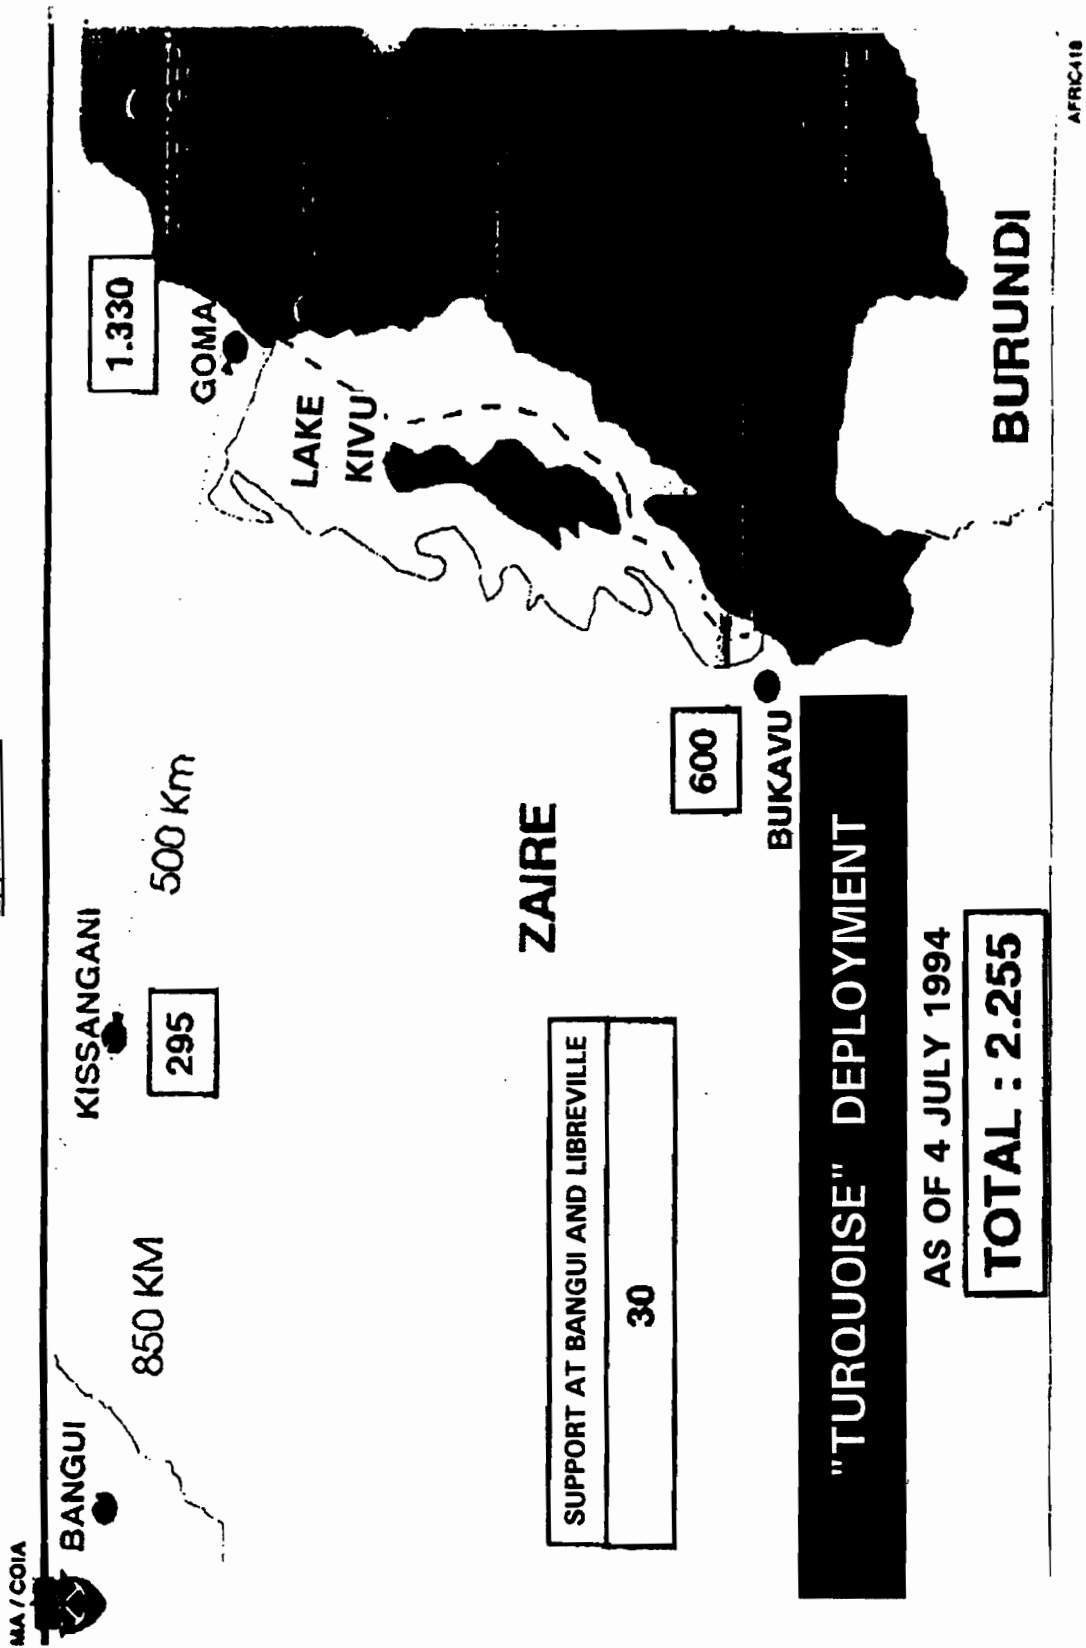 MA / COIA
BANGUI
850 KM
KISSANGANI
295
500 Km
1.330
GOMA
LAKE
KIVU
ZAIRE
600
BUKAVU
BURUNDI
SUPPORT AT BANGUI AND LIBREVILLE
30
"TURQUOISE" DEPLOYMENT
AS OF 4 JULY 1994
TOTAL : 2.255
AFRIC418